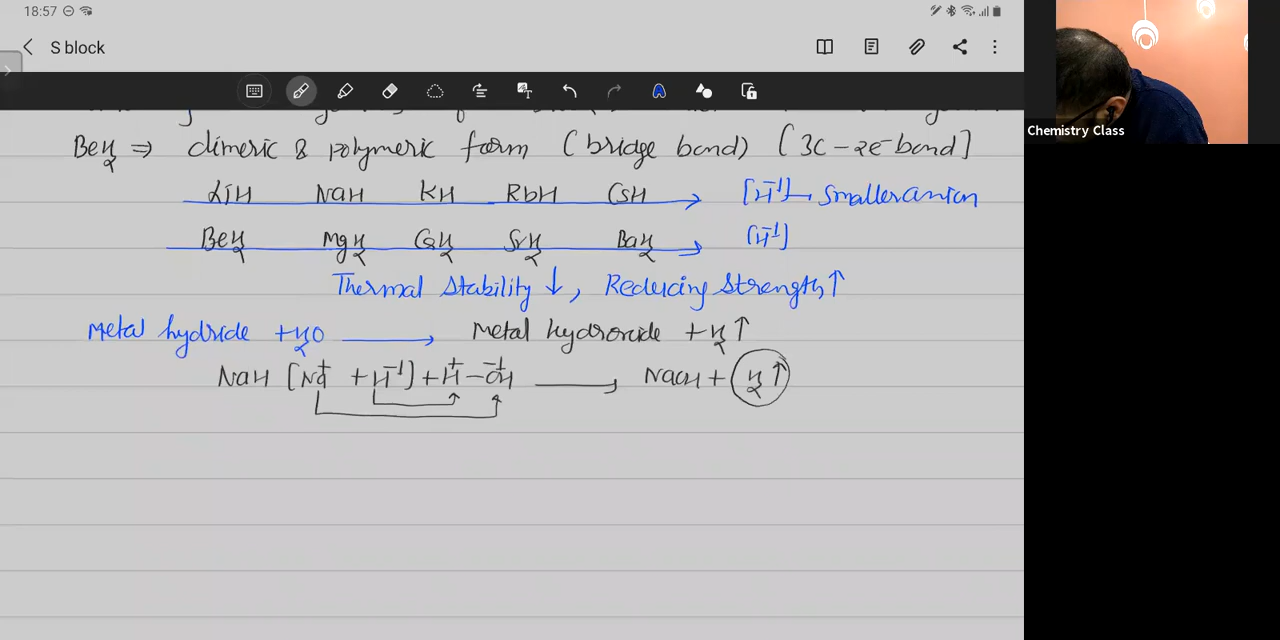 18:57
S block
Chemistry Class
BeH2 ⇒ dimeric & polymeric form (bridge bond) [3C-2e⁻bond]
LiH NaH KH RbH CsH → [H⁻¹]→ Smaller anion
BeH2 MgH2 CaH2 SrH2 BaH2 → [H⁻¹]
Thermal Stability ↓, Reducing Strength↑
Metal hydride + H2O ⟶ Metal hydroxide + H2↑
NaH [Na⁺ + H⁻¹] + H⁺-OH⁻¹ ⟶ NaOH + H2↑